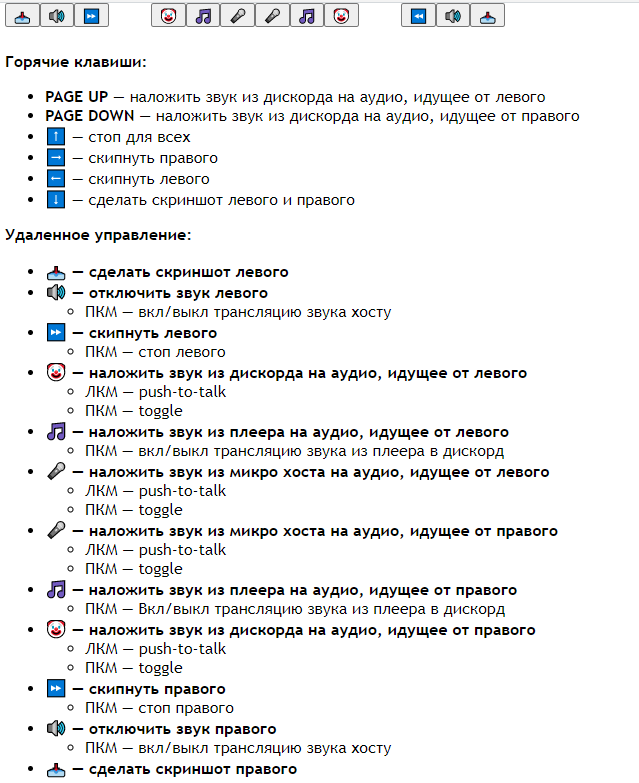 📥 🔊 ⏩ 🤡 🎵 🎤 🎤 🎵 🤡 ⏪ 🔊 📥
Горячие клавиши:
PAGE UP — наложить звук из дискорда на аудио, идущее от левого
PAGE DOWN — наложить звук из дискорда на аудио, идущее от правого
↑ — стоп для всех
→ — скипнуть правого
← — скипнуть левого
↓ — сделать скриншот левого и правого
Удаленное управление:
📥 — сделать скриншот левого
🔊 — отключить звук левого
ПКМ — вкл/выкл трансляцию звука хосту
⏩ — скипнуть левого
ПКМ — стоп левого
🤡 — наложить звук из дискорда на аудио, идущее от левого
ЛКМ — push-to-talk
ПКМ — toggle
🎵 — наложить звук из плеера на аудио, идущее от левого
ПКМ — вкл/выкл трансляцию звука из плеера в дискорд
🎤 — наложить звук из микро хоста на аудио, идущее от левого
ЛКМ — push-to-talk
ПКМ — toggle
🎤 — наложить звук из микро хоста на аудио, идущее от правого
ЛКМ — push-to-talk
ПКМ — toggle
🎵 — наложить звук из плеера на аудио, идущее от правого
ПКМ — Вкл/выкл трансляцию звука из плеера в дискорд
🤡 — наложить звук из дискорда на аудио, идущее от правого
ЛКМ — push-to-talk
ПКМ — toggle
⏩ — скипнуть правого
ПКМ — стоп правого
🔊 — отключить звук правого
ПКМ — вкл/выкл трансляцию звука хосту
📥 — сделать скриншот правого